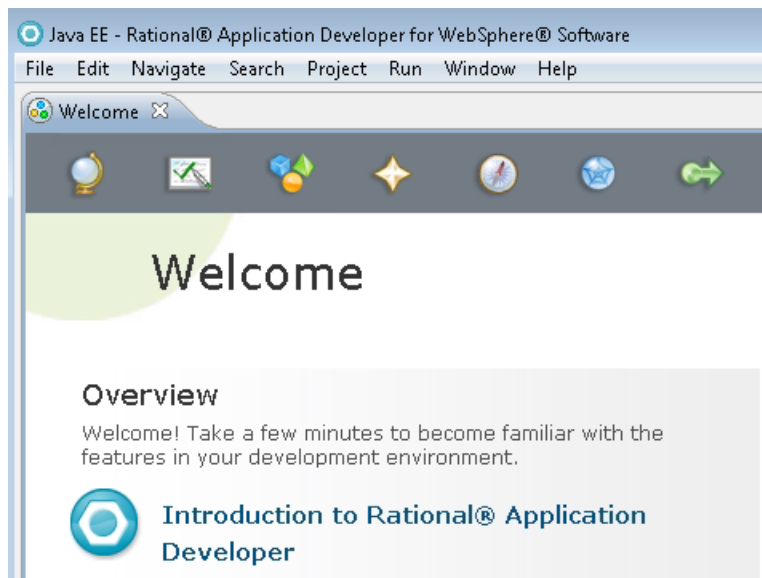 Java EE - Rational® Application Developer for WebSphere® Software
File Edit Navigate Search Project Run Window Help
Welcome
Welcome
Overview
Welcome! Take a few minutes to become familiar with the
features in your development environment.
Introduction to Rational® Application
Developer